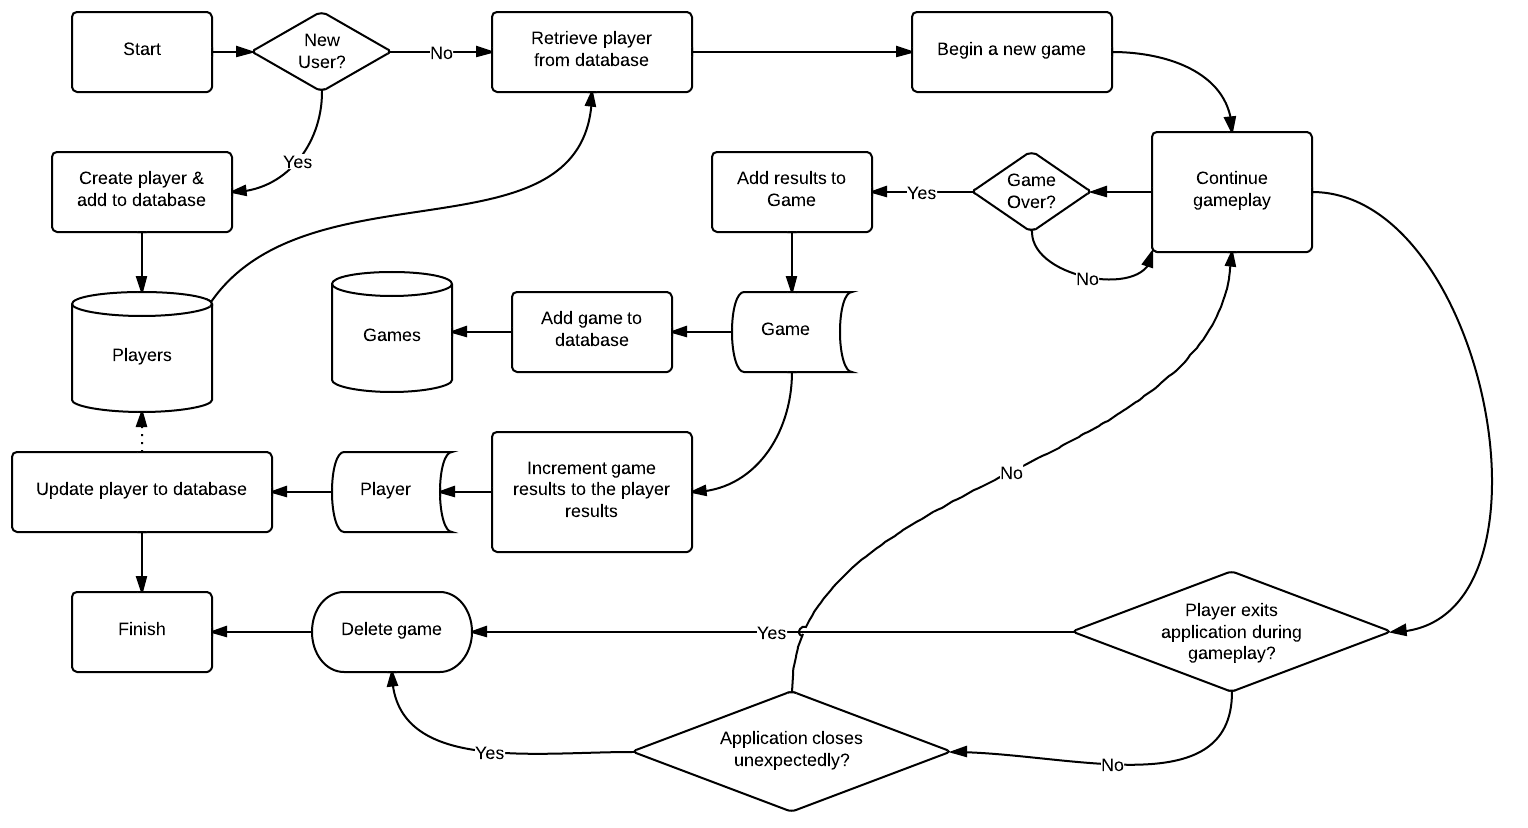 Start
New
User?
No
Retrieve player
from database
Begin a new game
Yes
Create player &
add to database
Add results to
Game
Yes
Game
Over?
Continue
gameplay
No
Players
Games
Add game to
database
Game
Update player to database
Player
Increment game
results to the player
results
No
Finish
Delete game
Yes
Player exits
application during
gameplay?
Yes
Application closes
unexpectedly?
No